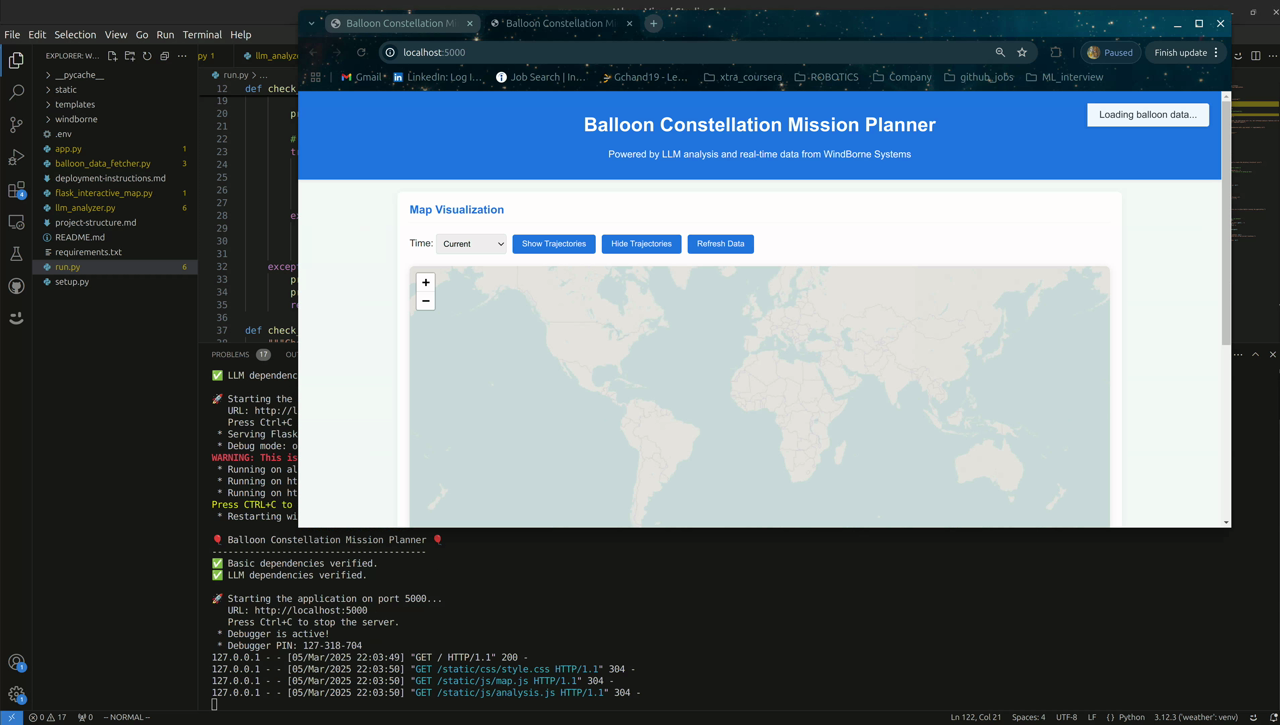 Balloon Constellation Mi
Balloon Constellation M
File Edit Selection View Go Run Terminal Help
localhost:5000
Paused
Finish update
EXPLORER: W...
py 1
llm_analyzer
Gmail
LinkedIn: Log I...
Job Search | In...
Gchand19 - Le...
xtra_coursera
ROBOTICS
Company
github_jobs
ML_interview
__pycache__
static
templates
windborne
.env
app.py 1
balloon_data_fetcher.py 3
deployment-instructions.md
flask_interactive_map.py 1
llm_analyzer.py 6
project-structure.md
README.md
requirements.txt
run.py 6
setup.py
4
run.py > ...
12 def check
19
20 pr
21
22 #
23 tr
24
25
26
28 ex
29
30
31
32 excep
33 pr
34 pr
35 re
36
37 def check
Balloon Constellation Mission Planner
Powered by LLM analysis and real-time data from WindBorne Systems
Loading balloon data...
Map Visualization
Time: Current Show Trajectories Hide Trajectories Refresh Data
+
−
PROBLEMS 17 OU
✅ LLM dependenc
🚀 Starting the
URL: http://l
Press Ctrl+C
* Serving Flask
* Debug mode: o
WARNING: This is
* Running on al
* Running on ht
* Running on ht
Press CTRL+C to
* Restarting wi
🎈 Balloon Constellation Mission Planner 🎈
----------------------------------------
✅ Basic dependencies verified.
✅ LLM dependencies verified.
🚀 Starting the application on port 5000...
URL: http://localhost:5000
Press Ctrl+C to stop the server.
* Debugger is active!
* Debugger PIN: 127-318-704
127.0.0.1 - - [05/Mar/2025 22:03:49] "GET / HTTP/1.1" 200 -
127.0.0.1 - - [05/Mar/2025 22:03:50] "GET /static/css/style.css HTTP/1.1" 304 -
127.0.0.1 - - [05/Mar/2025 22:03:50] "GET /static/js/map.js HTTP/1.1" 304 -
127.0.0.1 - - [05/Mar/2025 22:03:50] "GET /static/js/analysis.js HTTP/1.1" 304 -
1
1
0 17 0 -- NORMAL -- Ln 122, Col 21 Spaces: 4 UTF-8 LF Python 3.12.3 ('weather': venv)